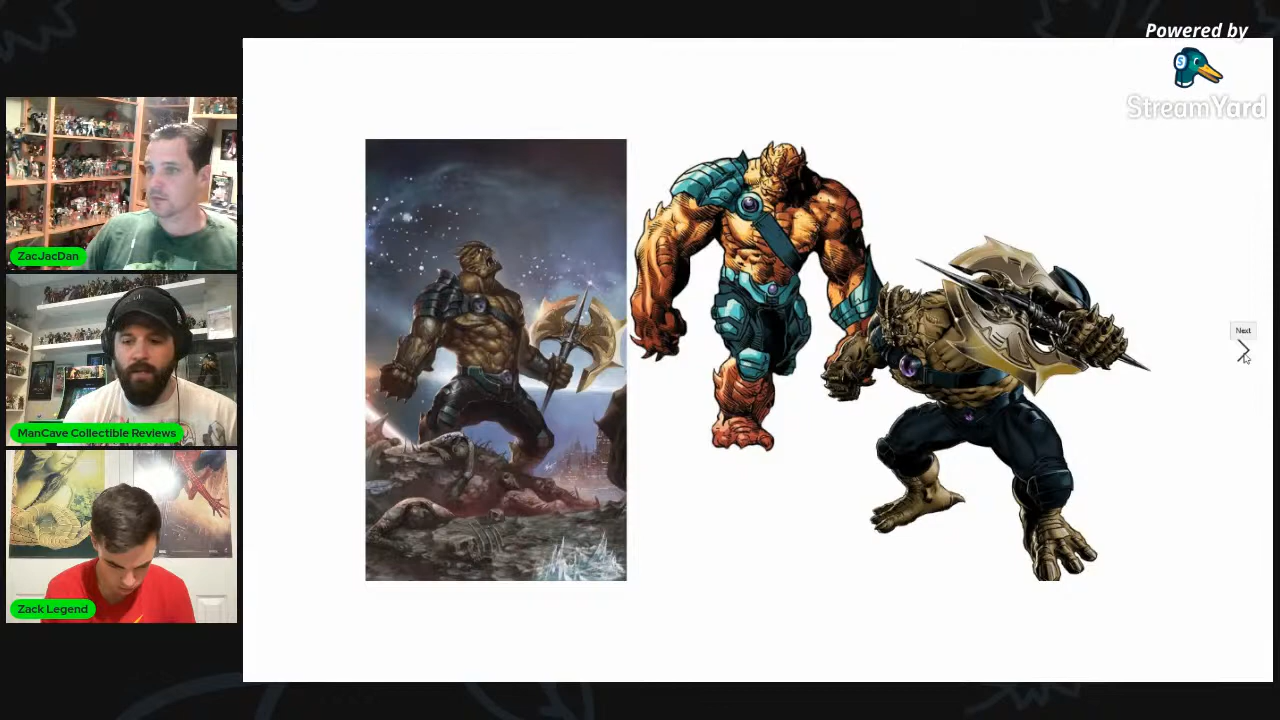 Powered by
S
StreamYard
ZacJacDan
ManCave Collectible Reviews
Zack Legend
Next